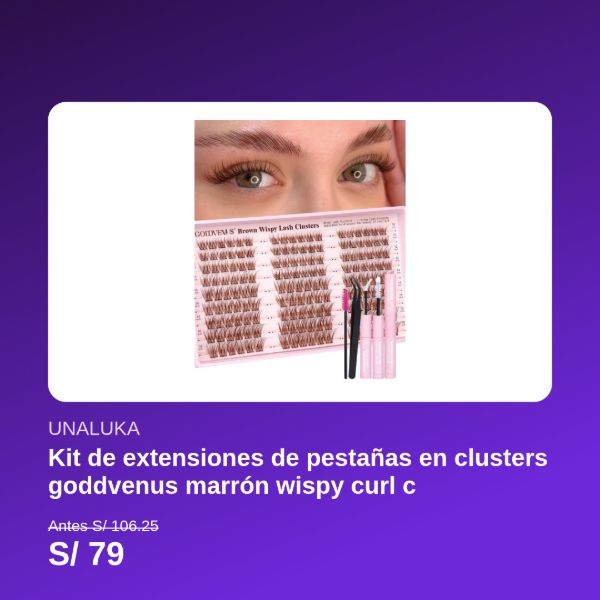 GODDVENUS Brown Wispy Lash Clusters
UNALUKA
Kit de extensiones de pestañas en clusters
goddvenus marrón wispy curl c
Antes S/ 106.25
S/ 79